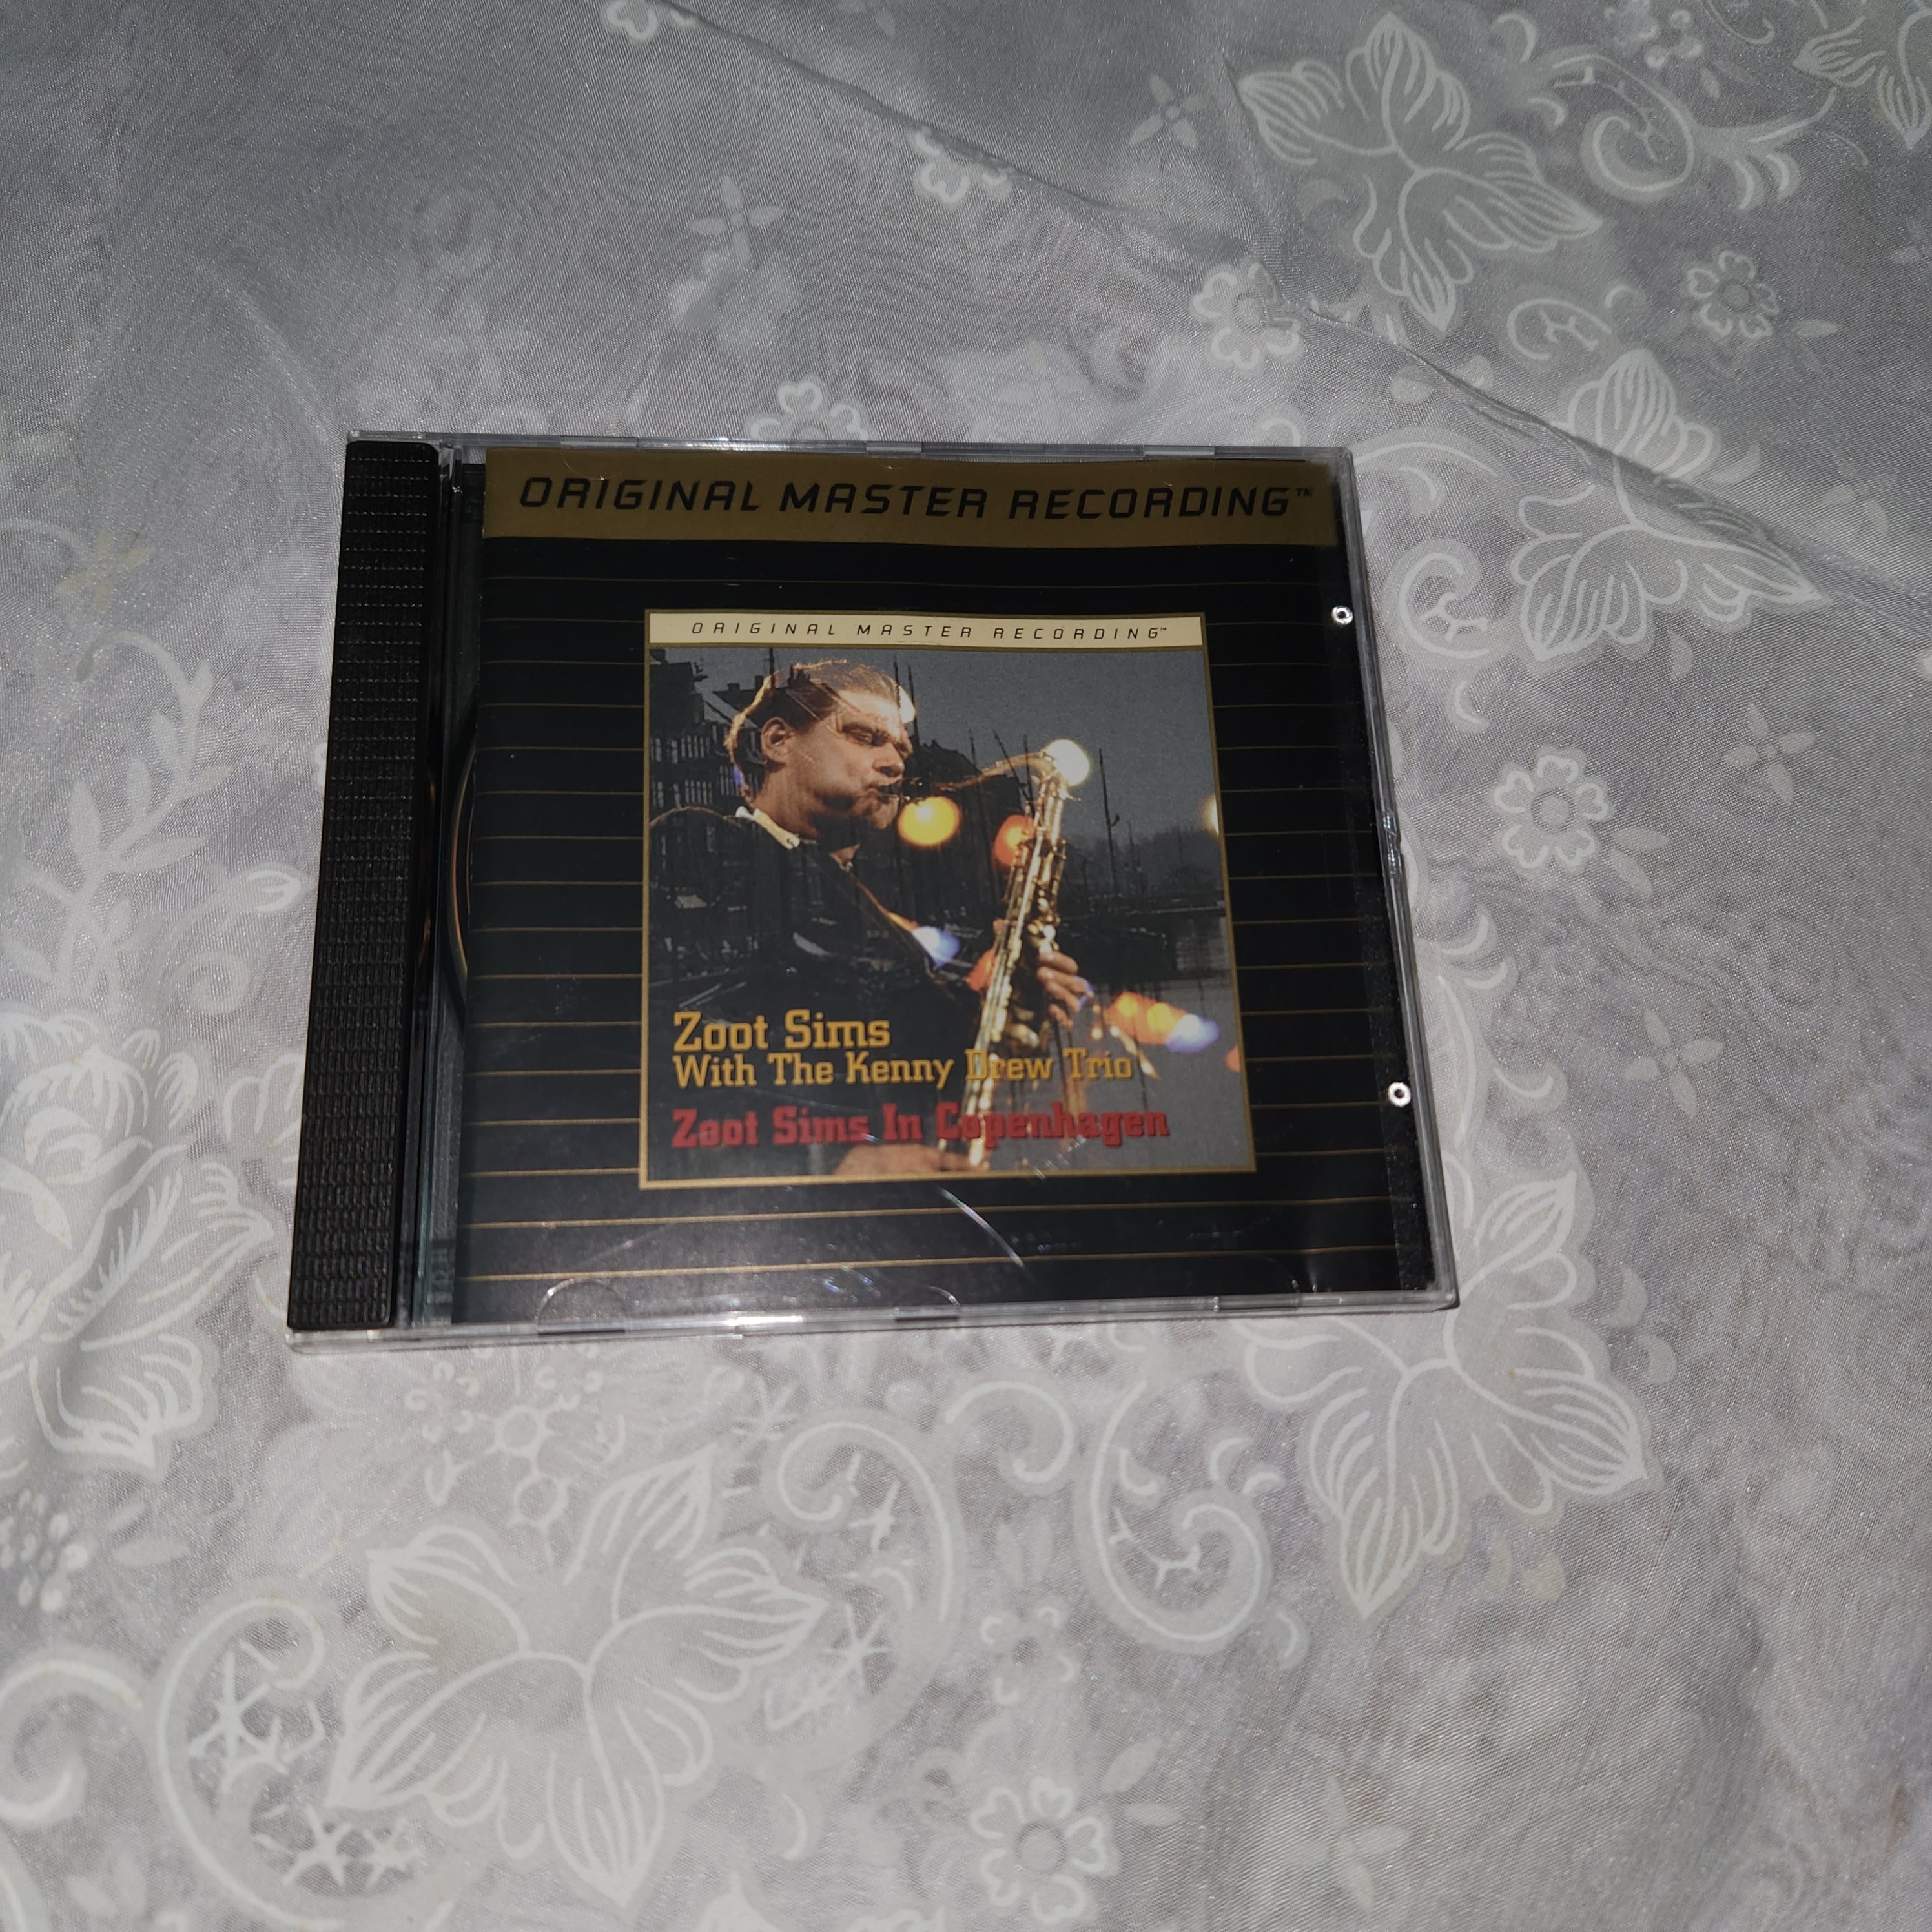 ORIGINAL MASTER RECORDING™
ORIGINAL MASTER RECORDING™
Zoot Sims
With The Kenny Drew Trio
Zoot Sims In Copenhagen